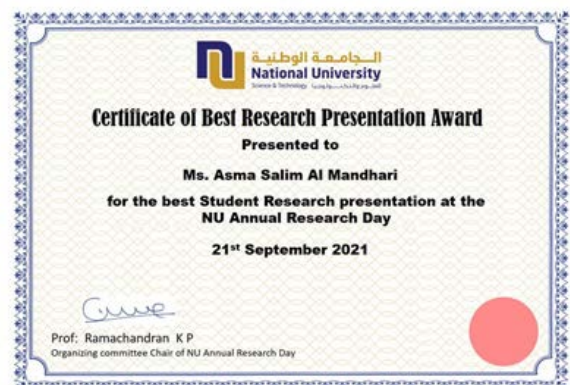 الـجامعـة الوطنيـة
National University
Science & Technology
Certificate of Best Research Presentation Award
Presented to
Ms. Asma Salim Al Mandhari
for the best Student Research presentation at the
NU Annual Research Day
21st September 2021
Prof: Ramachandran K P
Organizing committee Chair of NU Annual Research Day